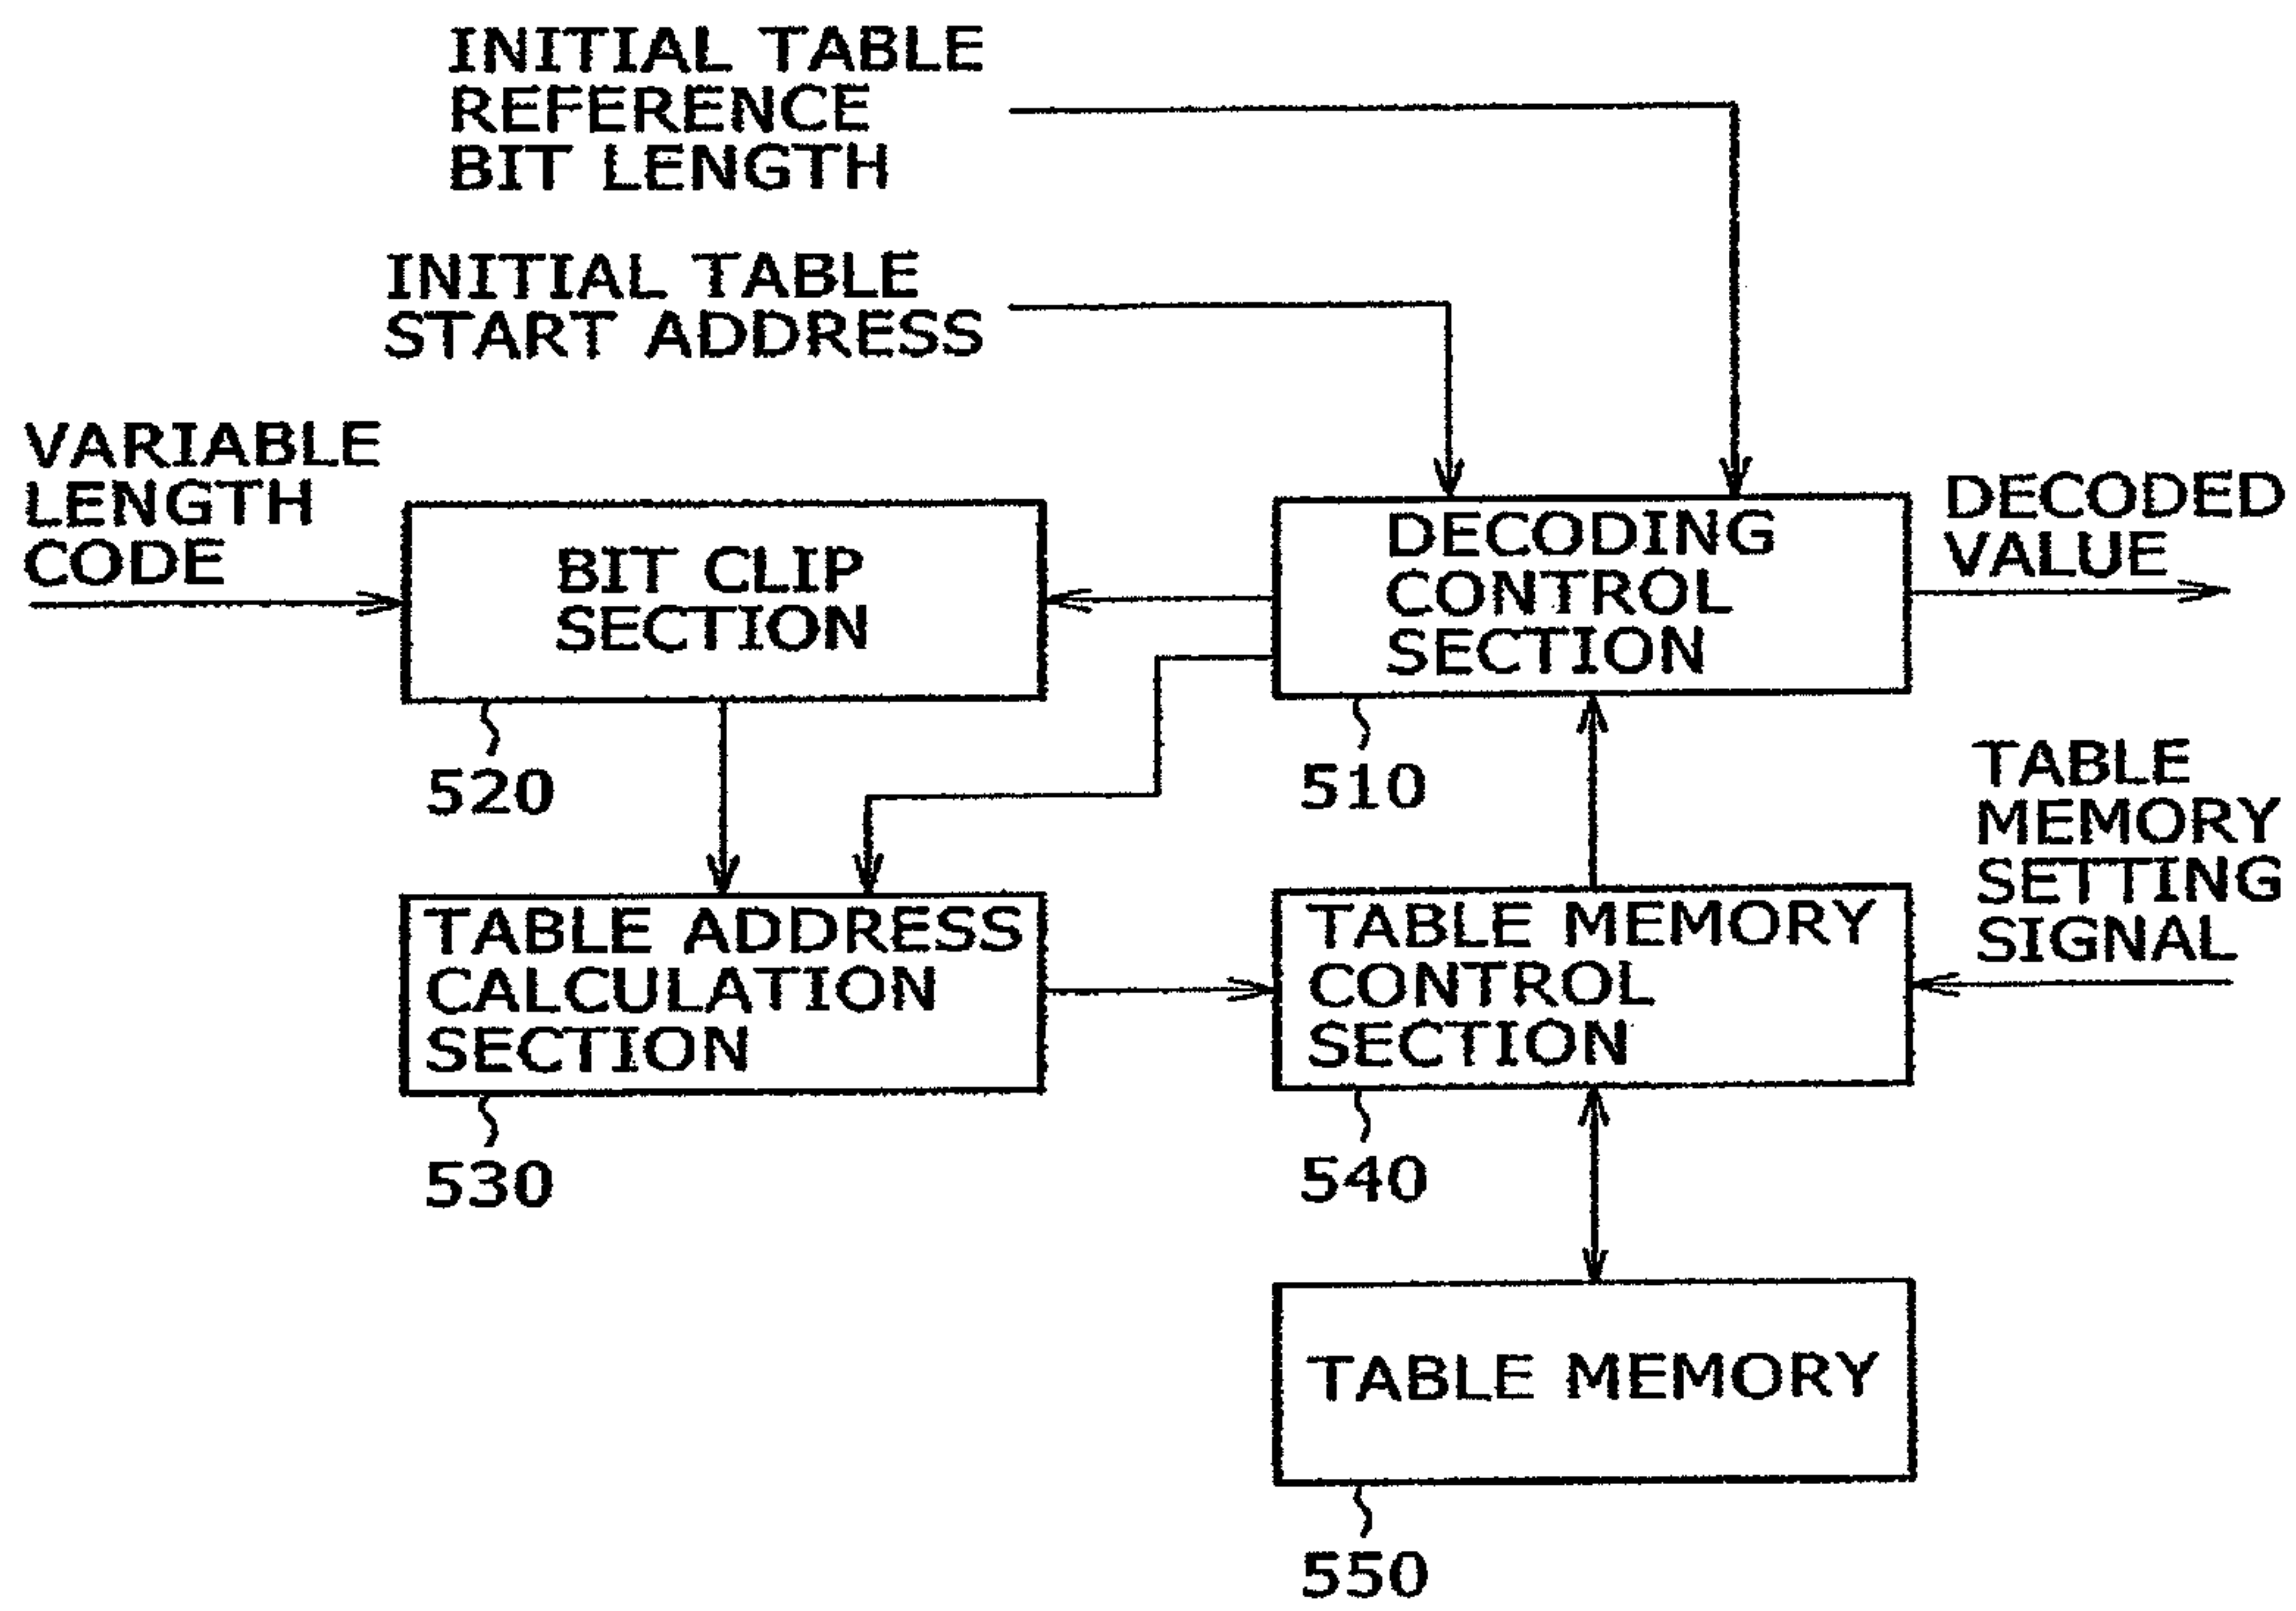 INITIAL TABLE
REFERENCE
BIT LENGTH
INITIAL TABLE
START ADDRESS
VARIABLE
LENGTH
CODE
BIT CLIP
SECTION
520
DECODING
CONTROL
SECTION
510
DECODED
VALUE
TABLE
MEMORY
SETTING
SIGNAL
TABLE ADDRESS
CALCULATION
SECTION
530
TABLE MEMORY
CONTROL
SECTION
540
TABLE MEMORY
550